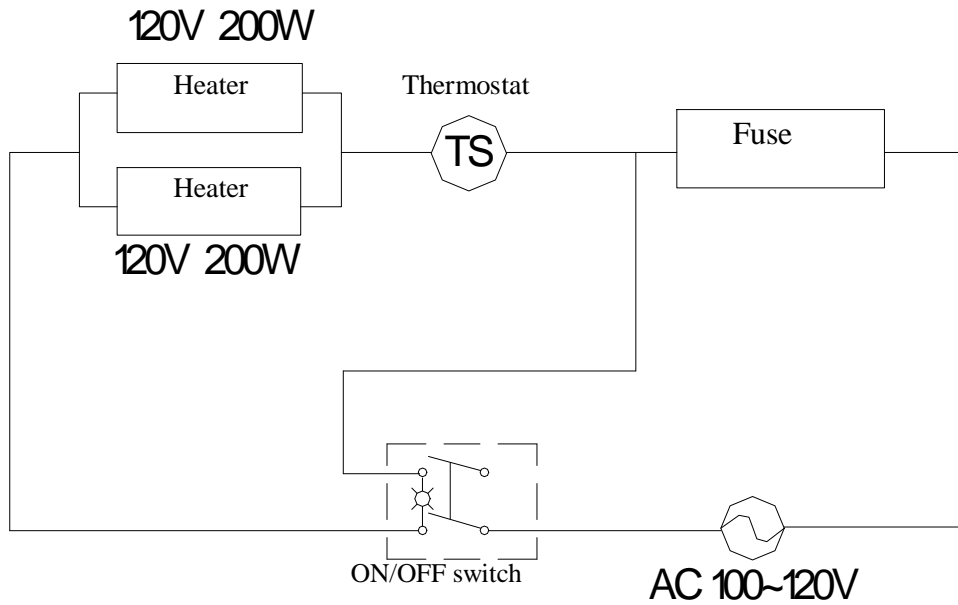 120V 200W
Heater
Thermostat
TS
Fuse
Heater
120V 200W
ON/OFF switch
AC 100~120V